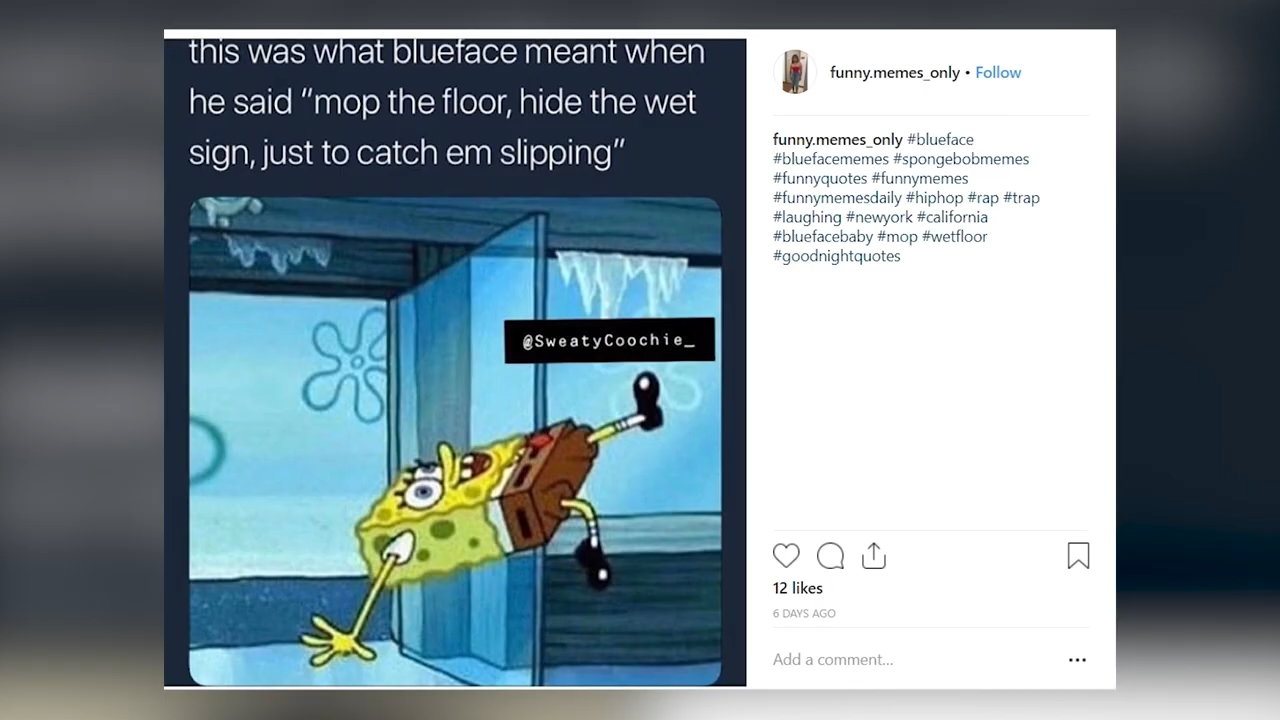 this was what blueface meant when
he said “mop the floor, hide the wet
sign, just to catch em slipping”
@SweatyCoochie_
funny.memes_only • Follow
funny.memes_only #blueface
#bluefacememes #spongebobmemes
#funnyquotes #funnymemes
#funnymemesdaily #hiphop #rap #trap
#laughing #newyork #california
#bluefacebaby #mop #wetfloor
#goodnightquotes
12 likes
6 DAYS AGO
Add a comment...